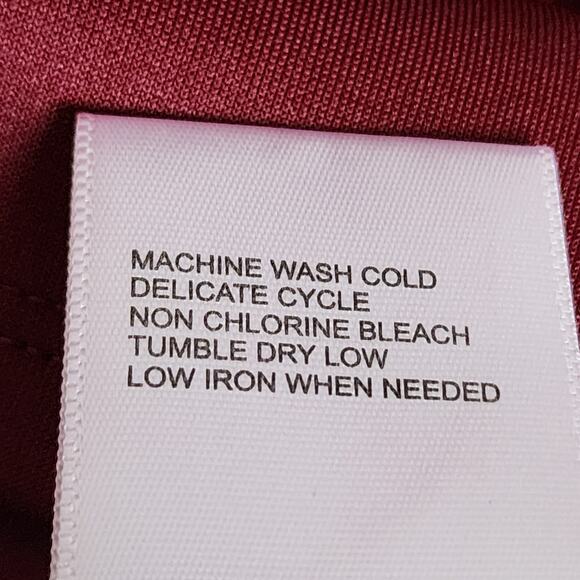 MACHINE WASH COLD
DELICATE CYCLE
NON CHLORINE BLEACH
TUMBLE DRY LOW
LOW IRON WHEN NEEDED